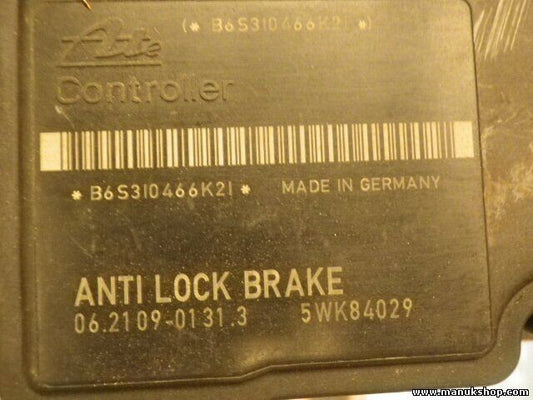 (* B6S310466K21 *)
Ate
Controller
* B6S310466K21 * MADE IN GERMANY
ANTI LOCK BRAKE
06.2109-0131.3 5WK84029
www.manukshop.com